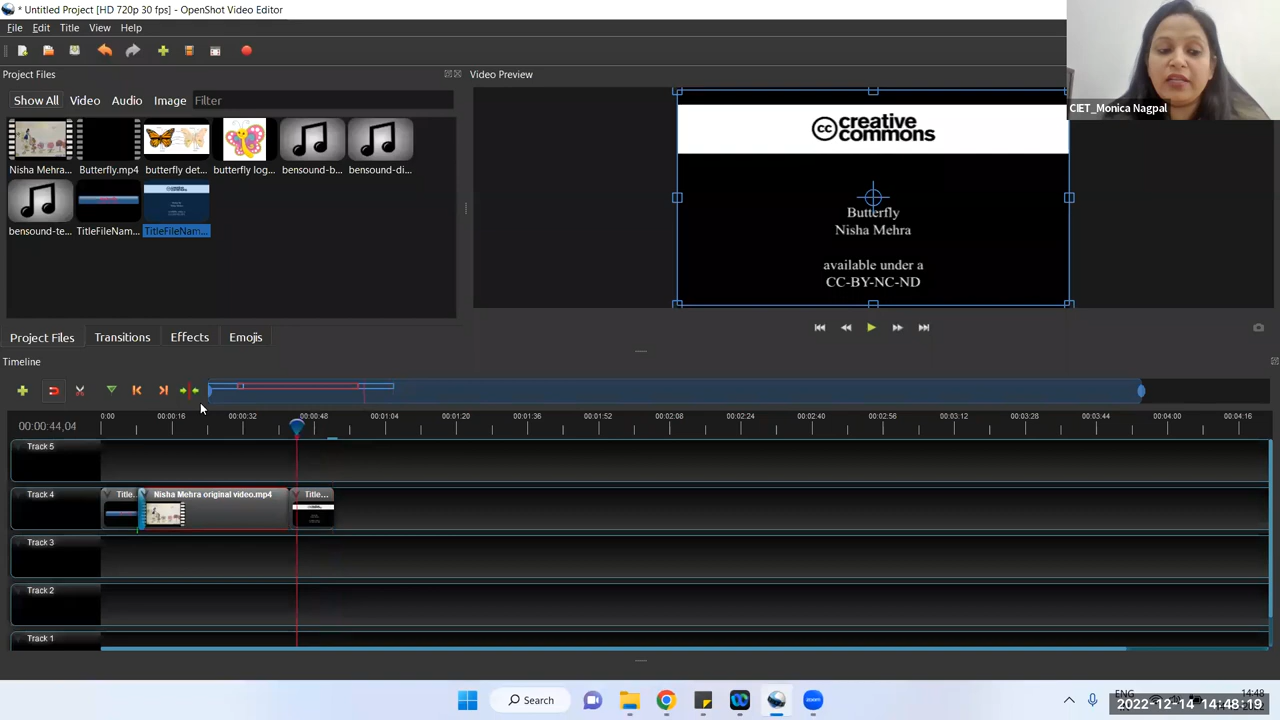 * Untitled Project [HD 720p 30 fps] - OpenShot Video Editor
File Edit Title View Help
Project Files
Video Preview
CIET_Monica Nagpal
Show All Video Audio Image Filter
Nisha Mehra... Butterfly.mp4 butterfly det... butterfly log... bensound-b... bensound-di...
bensound-te... TitleFileNam... TitleFileNam...
cc creative commons
Butterfly
Nisha Mehra
available under a
CC-BY-NC-ND
Project Files Transitions Effects Emojis
Timeline
00:00:44,04
0:00 00:00:16 00:00:32 00:00:48 00:01:04 00:01:20 00:01:36 00:01:52 00:02:08 00:02:24 00:02:40 00:02:56 00:03:12 00:03:28 00:03:44 00:04:00 00:04:16
Track 5
Track 4
Title... Nisha Mehra original video.mp4 Title...
Track 3
Track 2
Track 1
Search
ENG
14:48
2022-12-14 14:48:19